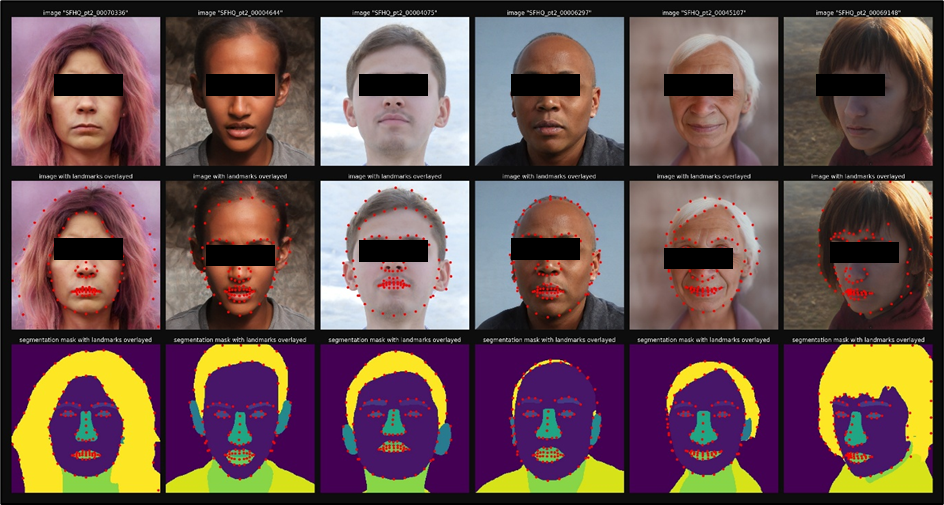 image "SFHQ_pt2_00070336"
image "SFHQ_pt2_00004644"
image "SFHQ_pt2_00004075"
image "SFHQ_pt2_00006297"
image "SFHQ_pt2_00045107"
image "SFHQ_pt2_00069148"
image with landmarks overlayed
image with landmarks overlayed
image with landmarks overlayed
image with landmarks overlayed
image with landmarks overlayed
image with landmarks overlayed
segmentation mask with landmarks overlayed
segmentation mask with landmarks overlayed
segmentation mask with landmarks overlayed
segmentation mask with landmarks overlayed
segmentation mask with landmarks overlayed
segmentation mask with landmarks overlayed